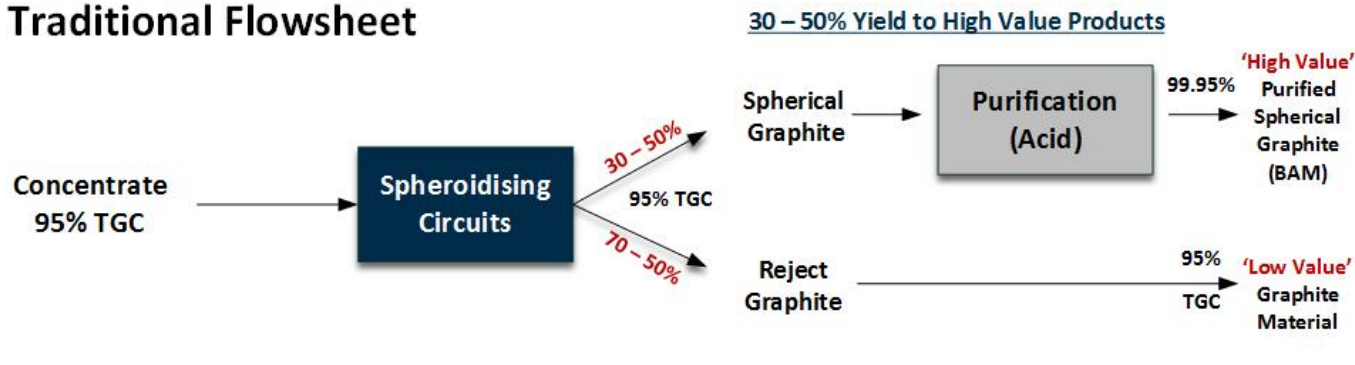 Traditional Flowsheet
30 – 50% Yield to High Value Products
Concentrate
95% TGC
Spheroidising
Circuits
30 – 50%
95% TGC
70 – 50%
Spherical
Graphite
Purification
(Acid)
99.95%
‘High Value’
Purified
Spherical
Graphite
(BAM)
Reject
Graphite
95%
TGC
‘Low Value’
Graphite
Material